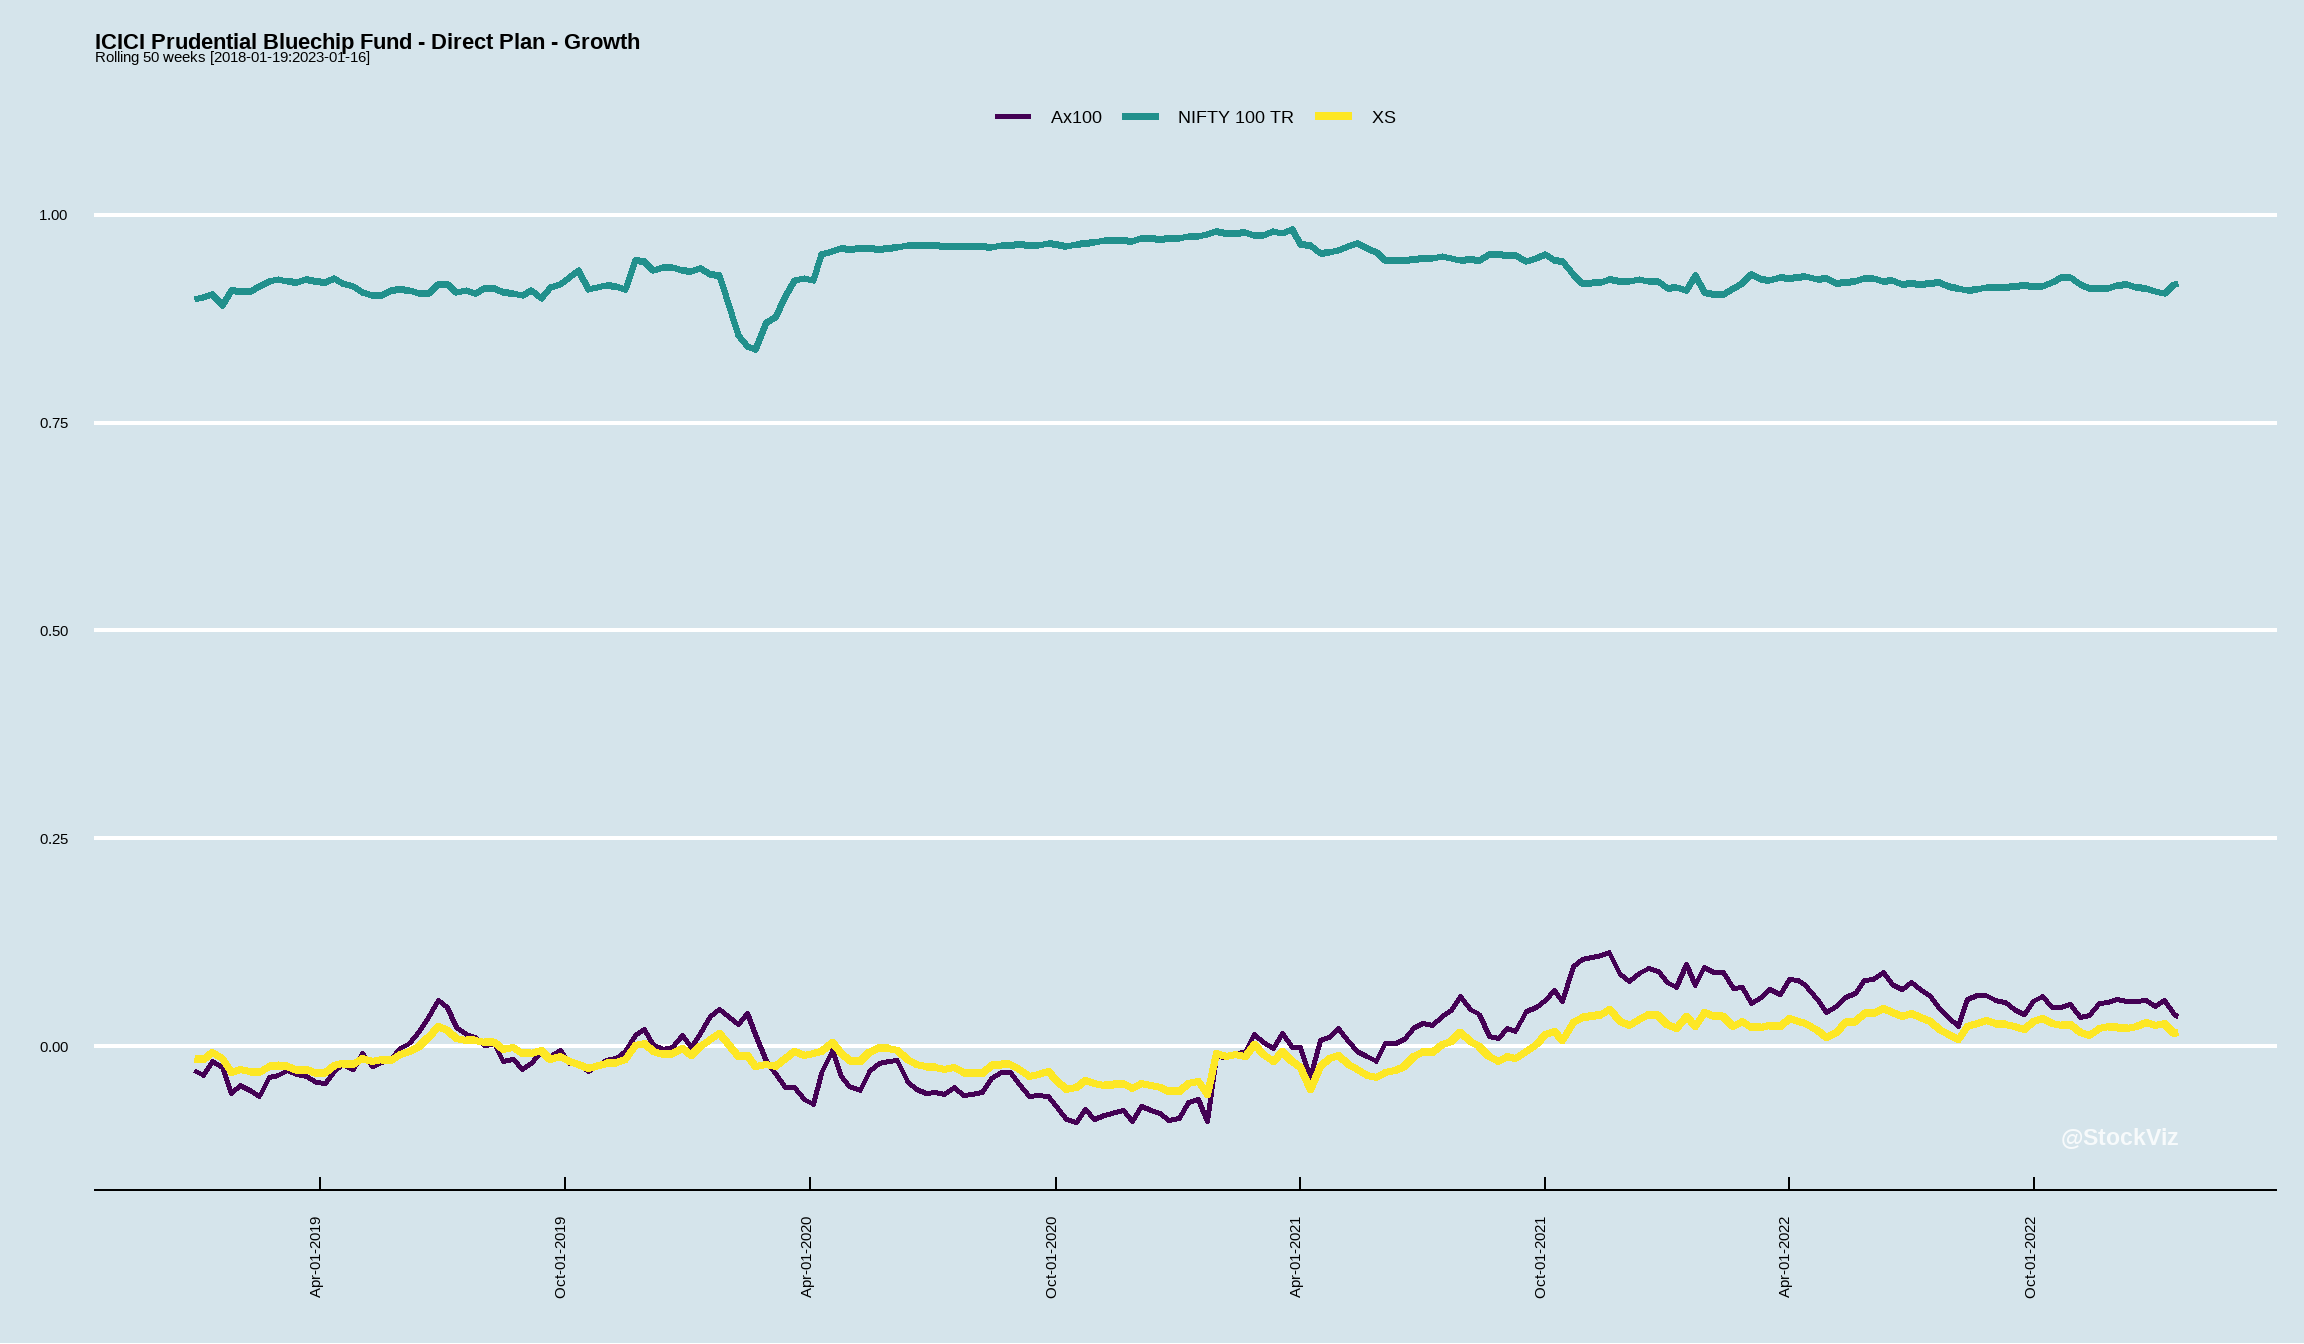 ICICI Prudential Bluechip Fund - Direct Plan - Growth
Rolling 50 weeks [2018-01-19:2023-01-16]
Ax100 NIFTY 100 TR XS
1.00
0.75
0.50
0.25
0.00
@StockViz
Apr-01-2019 Oct-01-2019 Apr-01-2020 Oct-01-2020 Apr-01-2021 Oct-01-2021 Apr-01-2022 Oct-01-2022